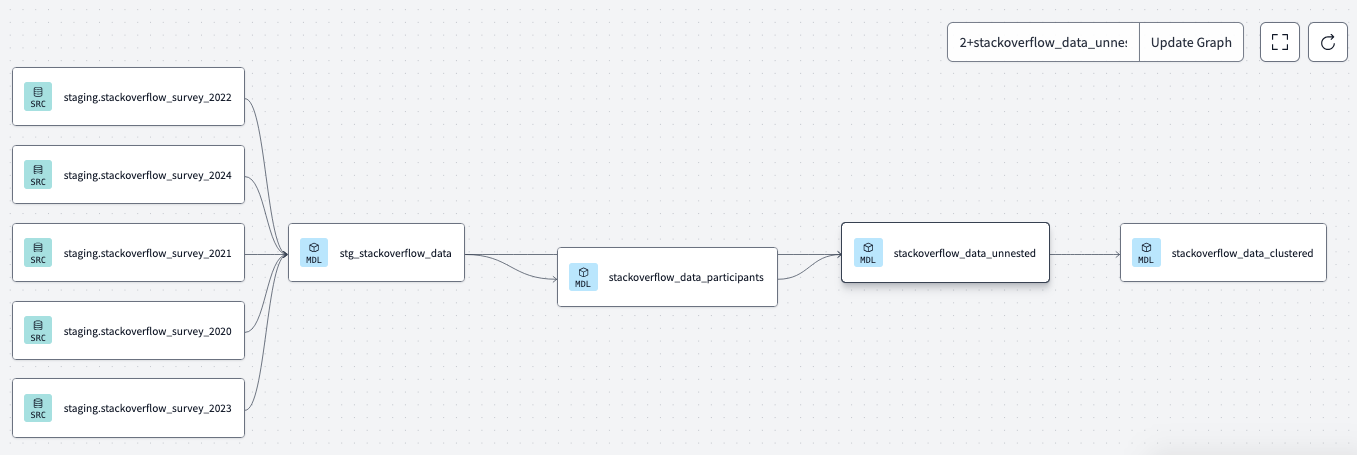 2+stackoverflow_data_unnes
Update Graph
SRC
staging.stackoverflow_survey_2022
SRC
staging.stackoverflow_survey_2024
SRC
staging.stackoverflow_survey_2021
SRC
staging.stackoverflow_survey_2020
SRC
staging.stackoverflow_survey_2023
MDL
stg_stackoverflow_data
MDL
stackoverflow_data_participants
MDL
stackoverflow_data_unnested
MDL
stackoverflow_data_clustered